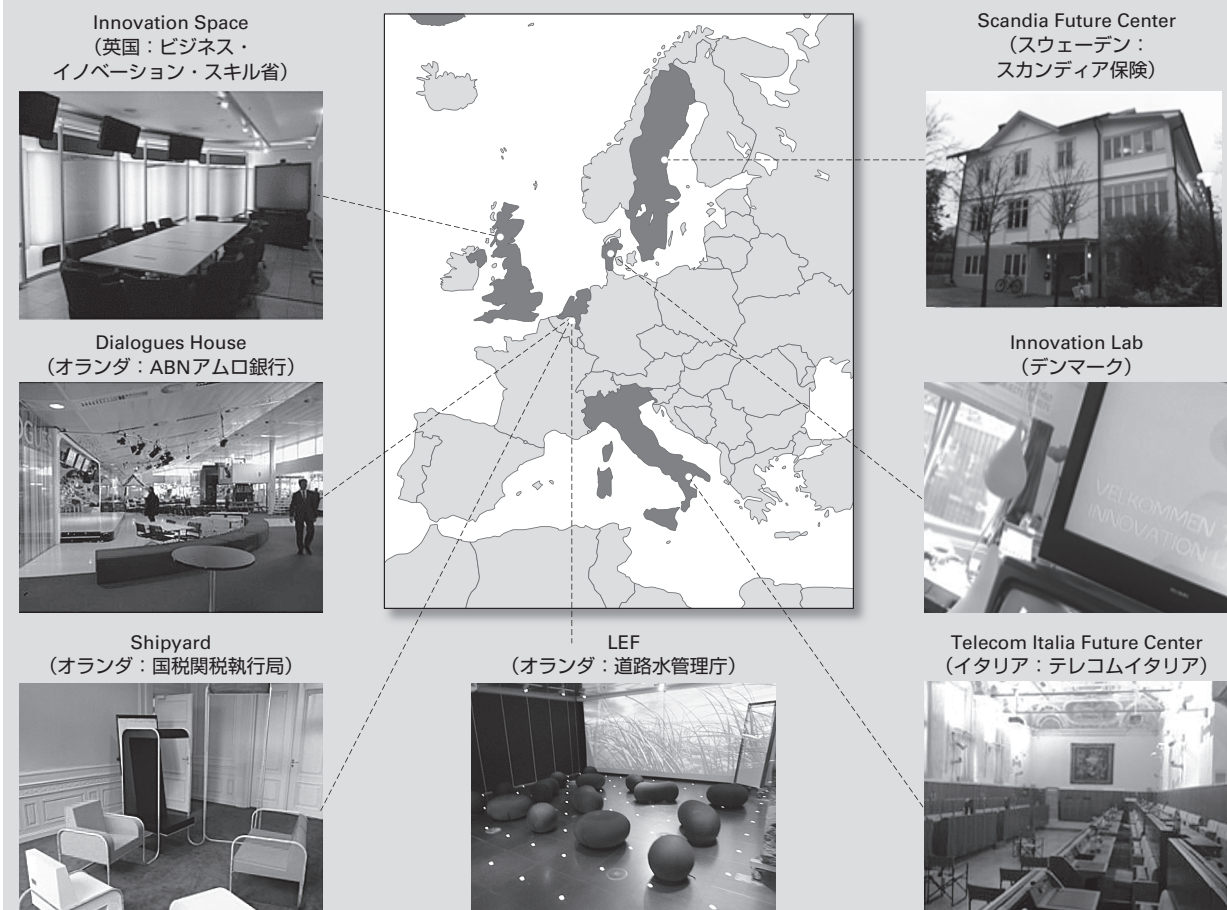 Innovation Space
（英国：ビジネス・
イノベーション・スキル省）
Scandia Future Center
（スウェーデン：
スカンディア保険）
Dialogues House
（オランダ：ABNアムロ銀行）
Innovation Lab
（デンマーク）
VELKOMMEN
INNOVATION L
Shipyard
（オランダ：国税関税執行局）
LEF
（オランダ：道路水管理庁）
Telecom Italia Future Center
（イタリア：テレコムイタリア）